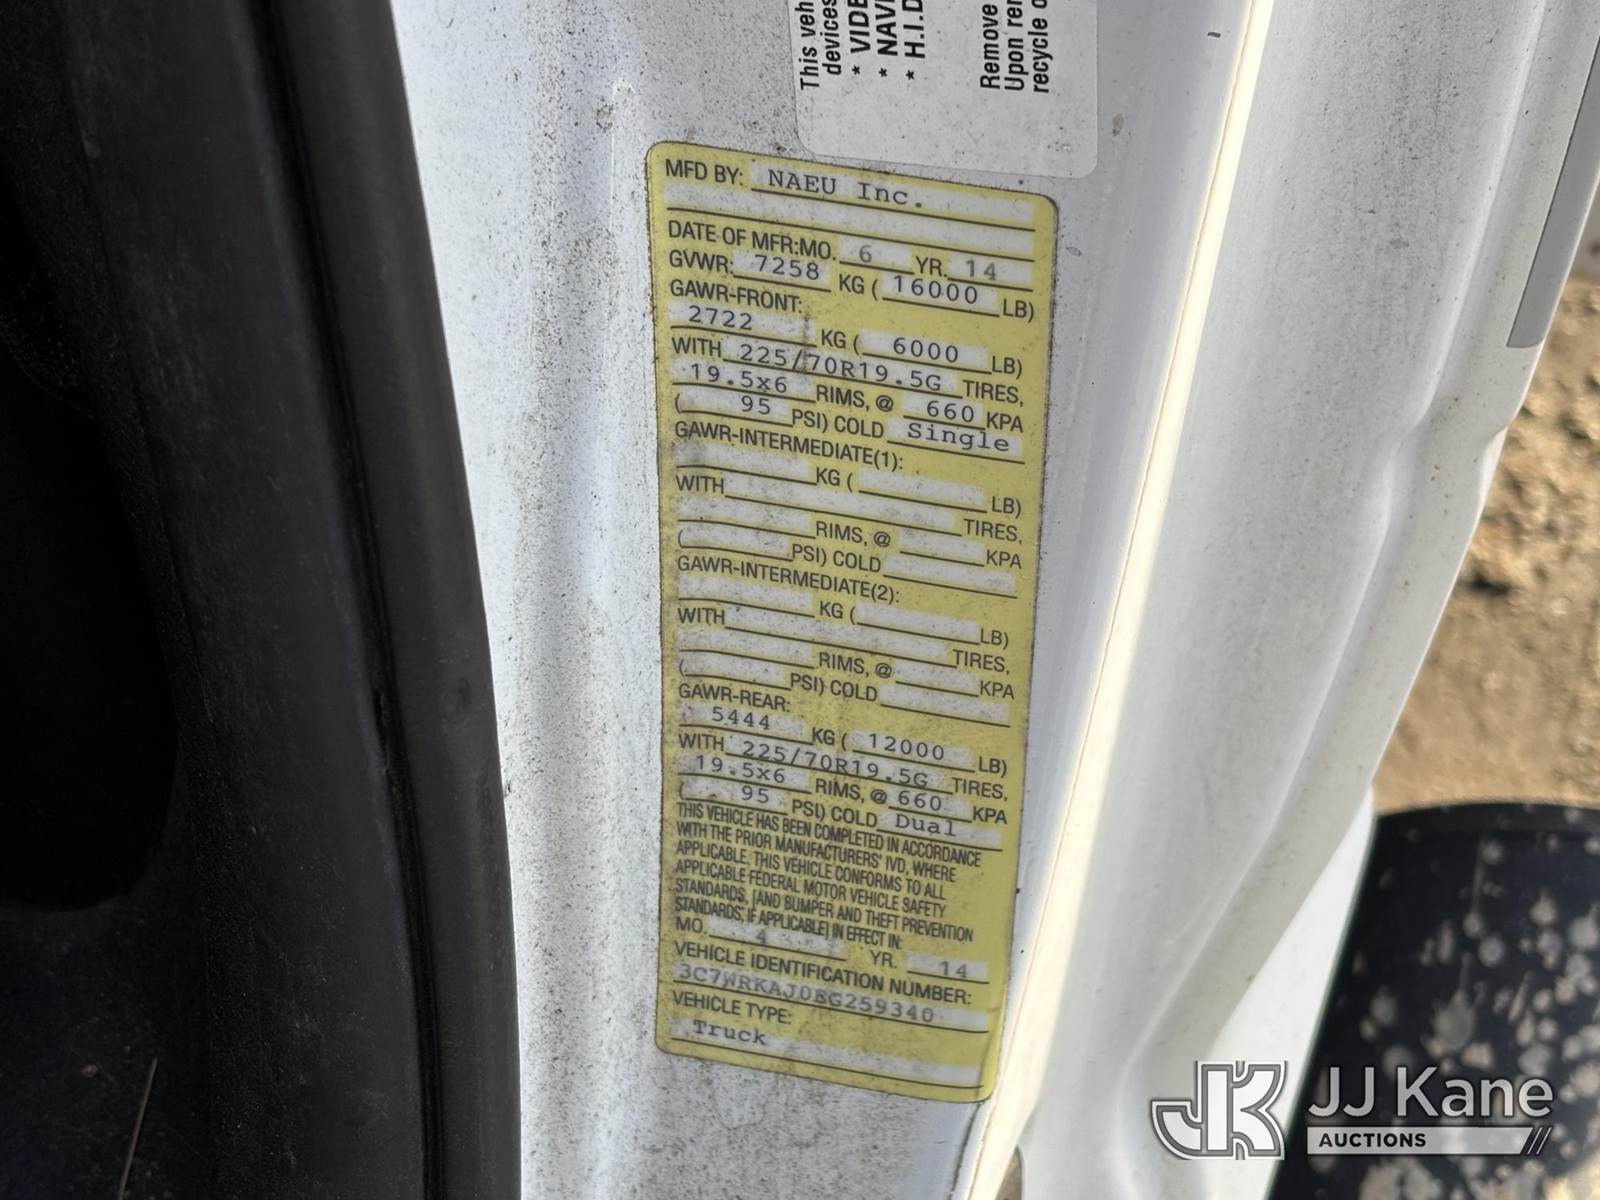 This veh
devices
* VIDE
* NAVI
* H.I.D
Remove
Upon rer
recycle o
MFD BY: NAEU Inc.
DATE OF MFR:MO. 6 YR. 14
GVWR: 7258 KG ( 16000 LB)
GAWR-FRONT:
2722 KG ( 6000 LB)
WITH 225/70R19.5G TIRES,
19.5x6 RIMS, @ 660 KPA
( 95 PSI) COLD Single
GAWR-INTERMEDIATE(1):
KG ( LB)
WITH TIRES,
RIMS, @ KPA
( PSI) COLD
GAWR-INTERMEDIATE(2):
KG ( LB)
WITH TIRES,
RIMS, @ KPA
( PSI) COLD
GAWR-REAR:
5444 KG ( 12000 LB)
WITH 225/70R19.5G TIRES,
19.5x6 RIMS, @ 660 KPA
( 95 PSI) COLD Dual
THIS VEHICLE HAS BEEN COMPLETED IN ACCORDANCE
WITH THE PRIOR MANUFACTURERS' IVD, WHERE
APPLICABLE. THIS VEHICLE CONFORMS TO ALL
APPLICABLE FEDERAL MOTOR VEHICLE SAFETY
STANDARDS, [AND BUMPER AND THEFT PREVENTION
STANDARDS, IF APPLICABLE] IN EFFECT IN:
MO. 4 YR. 14
VEHICLE IDENTIFICATION NUMBER:
3C7WRKAJ0EG259340
VEHICLE TYPE:
Truck
JK JJ Kane
AUCTIONS